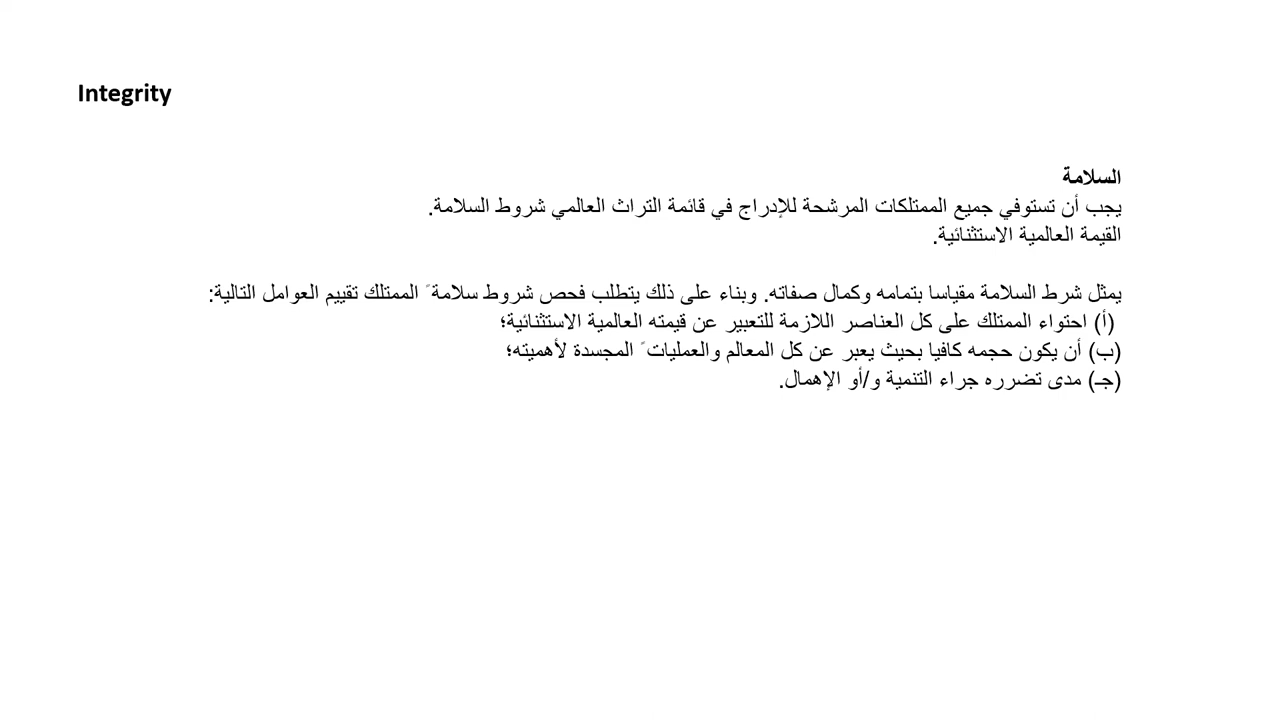 Integrity
السلامة
يجب أن تستوفي جميع الممتلكات المرشحة للإدراج في قائمة التراث العالمي شروط السلامة.
القيمة العالمية الاستثنائية.
يمثل شرط السلامة مقياسا بتمامه وكمال صفاته. وبناء على ذلك يتطلب فحص شروط سلامة ً الممتلك تقييم العوامل التالية:
(أ) احتواء الممتلك على كل العناصر اللازمة للتعبير عن قيمته العالمية الاستثنائية؛
(ب) أن يكون حجمه كافيا بحيث يعبر عن كل المعالم والعمليات ً المجسدة لأهميته؛
(جـ) مدى تضرره جراء التنمية و/أو الإهمال.